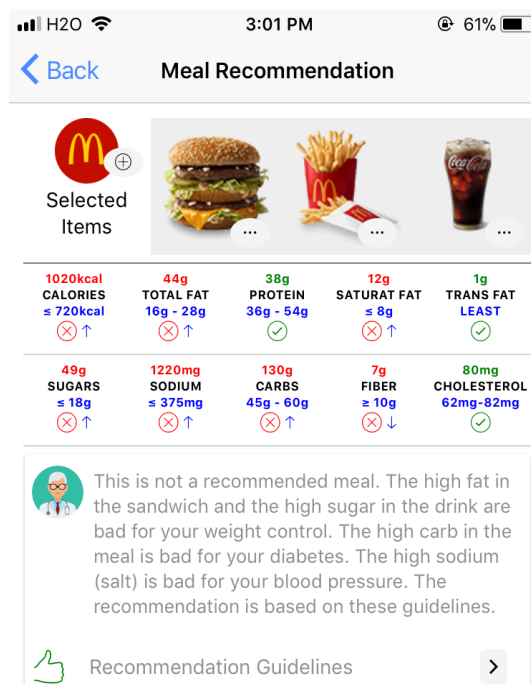 H2O 3:01 PM 61%
Back Meal Recommendation
Selected
Items
Coca-Cola
1020kcal 44g 38g 12g 1g
CALORIES TOTAL FAT PROTEIN SATURAT FAT TRANS FAT
≤ 720kcal 16g - 28g 36g - 54g ≤ 8g LEAST
49g 1220mg 130g 7g 80mg
SUGARS SODIUM CARBS FIBER CHOLESTEROL
≤ 18g ≤ 375mg 45g - 60g ≥ 10g 62mg-82mg
This is not a recommended meal. The high fat in
the sandwich and the high sugar in the drink are
bad for your weight control. The high carb in the
meal is bad for your diabetes. The high sodium
(salt) is bad for your blood pressure. The
recommendation is based on these guidelines.
Recommendation Guidelines